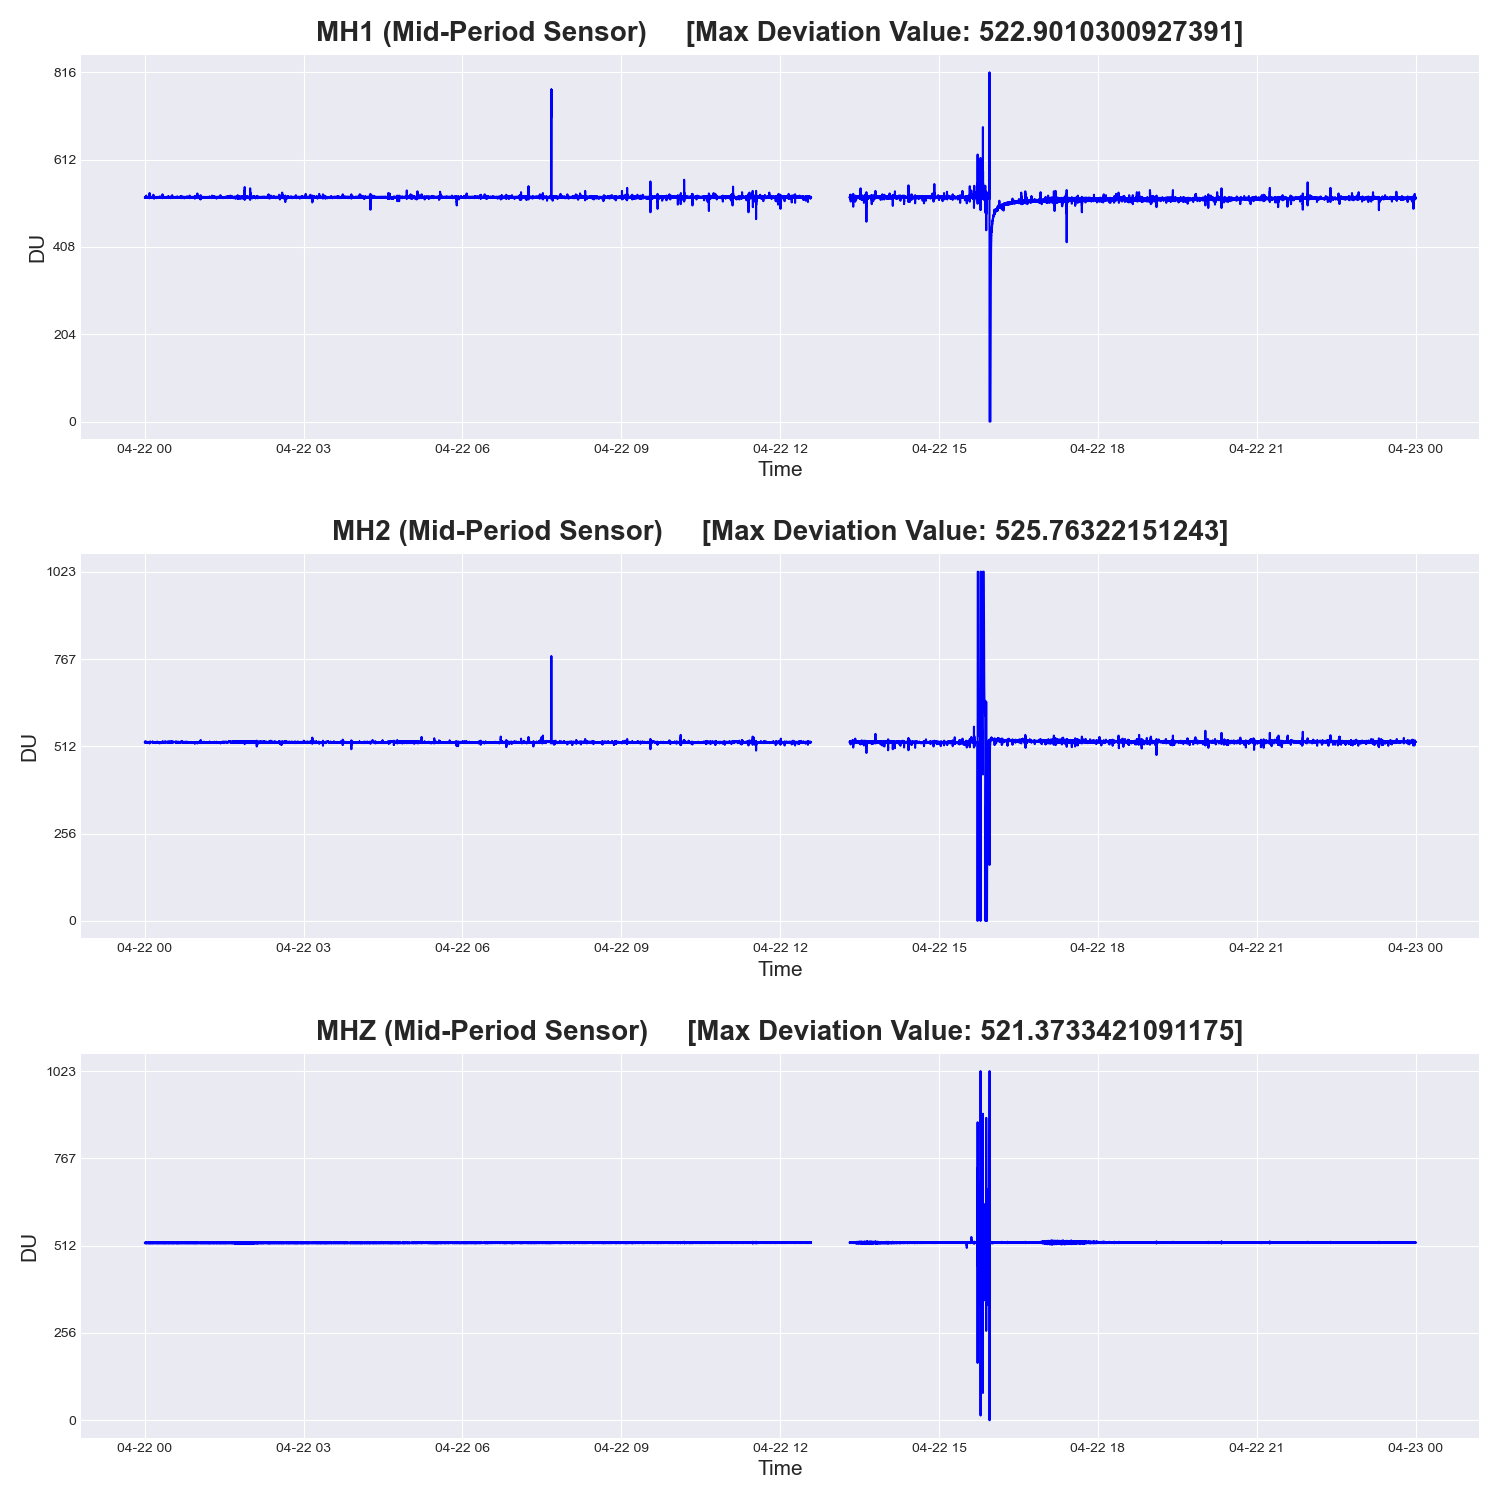 MH1 (Mid-Period Sensor) [Max Deviation Value: 522.9010300927391]
816
612
408
204
0
DU
04-22 00 04-22 03 04-22 06 04-22 09 04-22 12 04-22 15 04-22 18 04-22 21 04-23 00
Time
MH2 (Mid-Period Sensor) [Max Deviation Value: 525.76322151243]
1023
767
512
256
0
DU
04-22 00 04-22 03 04-22 06 04-22 09 04-22 12 04-22 15 04-22 18 04-22 21 04-23 00
Time
MHZ (Mid-Period Sensor) [Max Deviation Value: 521.3733421091175]
1023
767
512
256
0
DU
04-22 00 04-22 03 04-22 06 04-22 09 04-22 12 04-22 15 04-22 18 04-22 21 04-23 00
Time